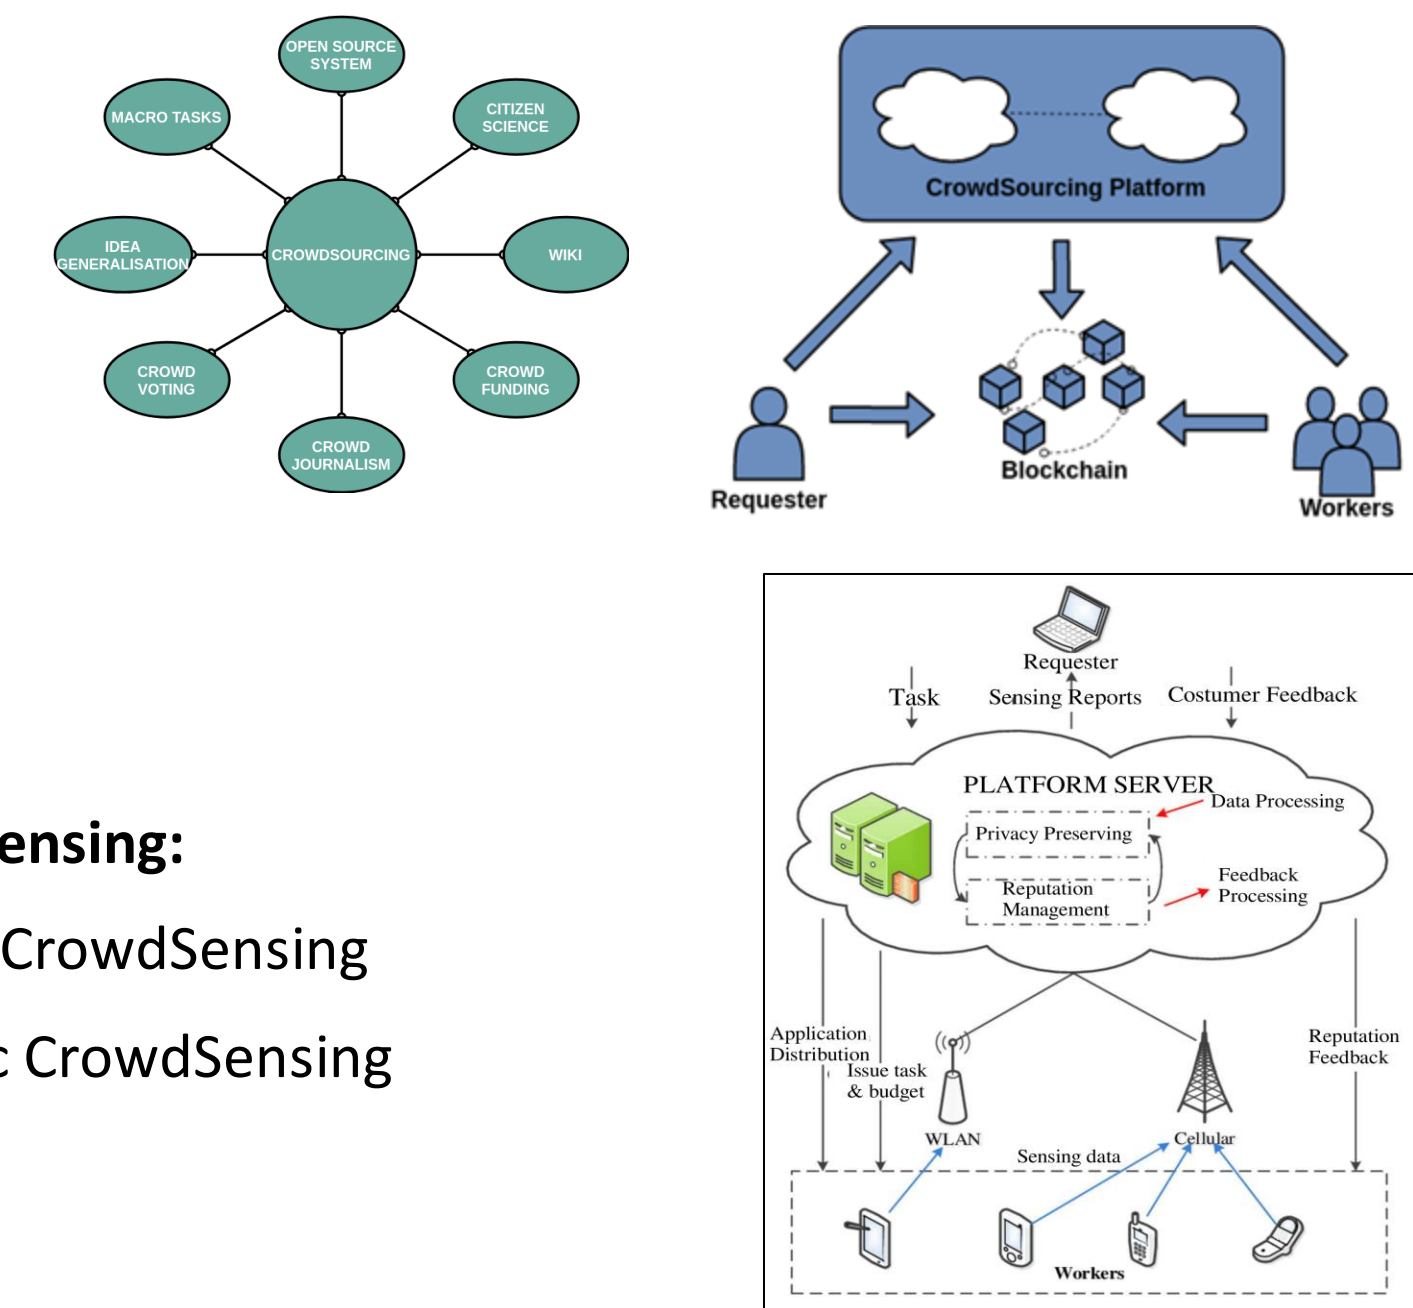 OPEN SOURCE
SYSTEM
MACRO TASKS
CITIZEN
SCIENCE
IDEA
GENERALISATION
CROWDSOURCING
WIKI
CROWD
VOTING
CROWD
FUNDING
CROWD
JOURNALISM
CrowdSourcing Platform
Blockchain
Requester
Workers
ensing:
CrowdSensing
c CrowdSensing
Requester
Task
Sensing Reports
Costumer Feedback
PLATFORM SERVER
Data Processing
Privacy Preserving
Feedback
Processing
Reputation
Management
Application
Distribution
Issue task
& budget
Reputation
Feedback
WLAN
Cellular
Sensing data
Workers